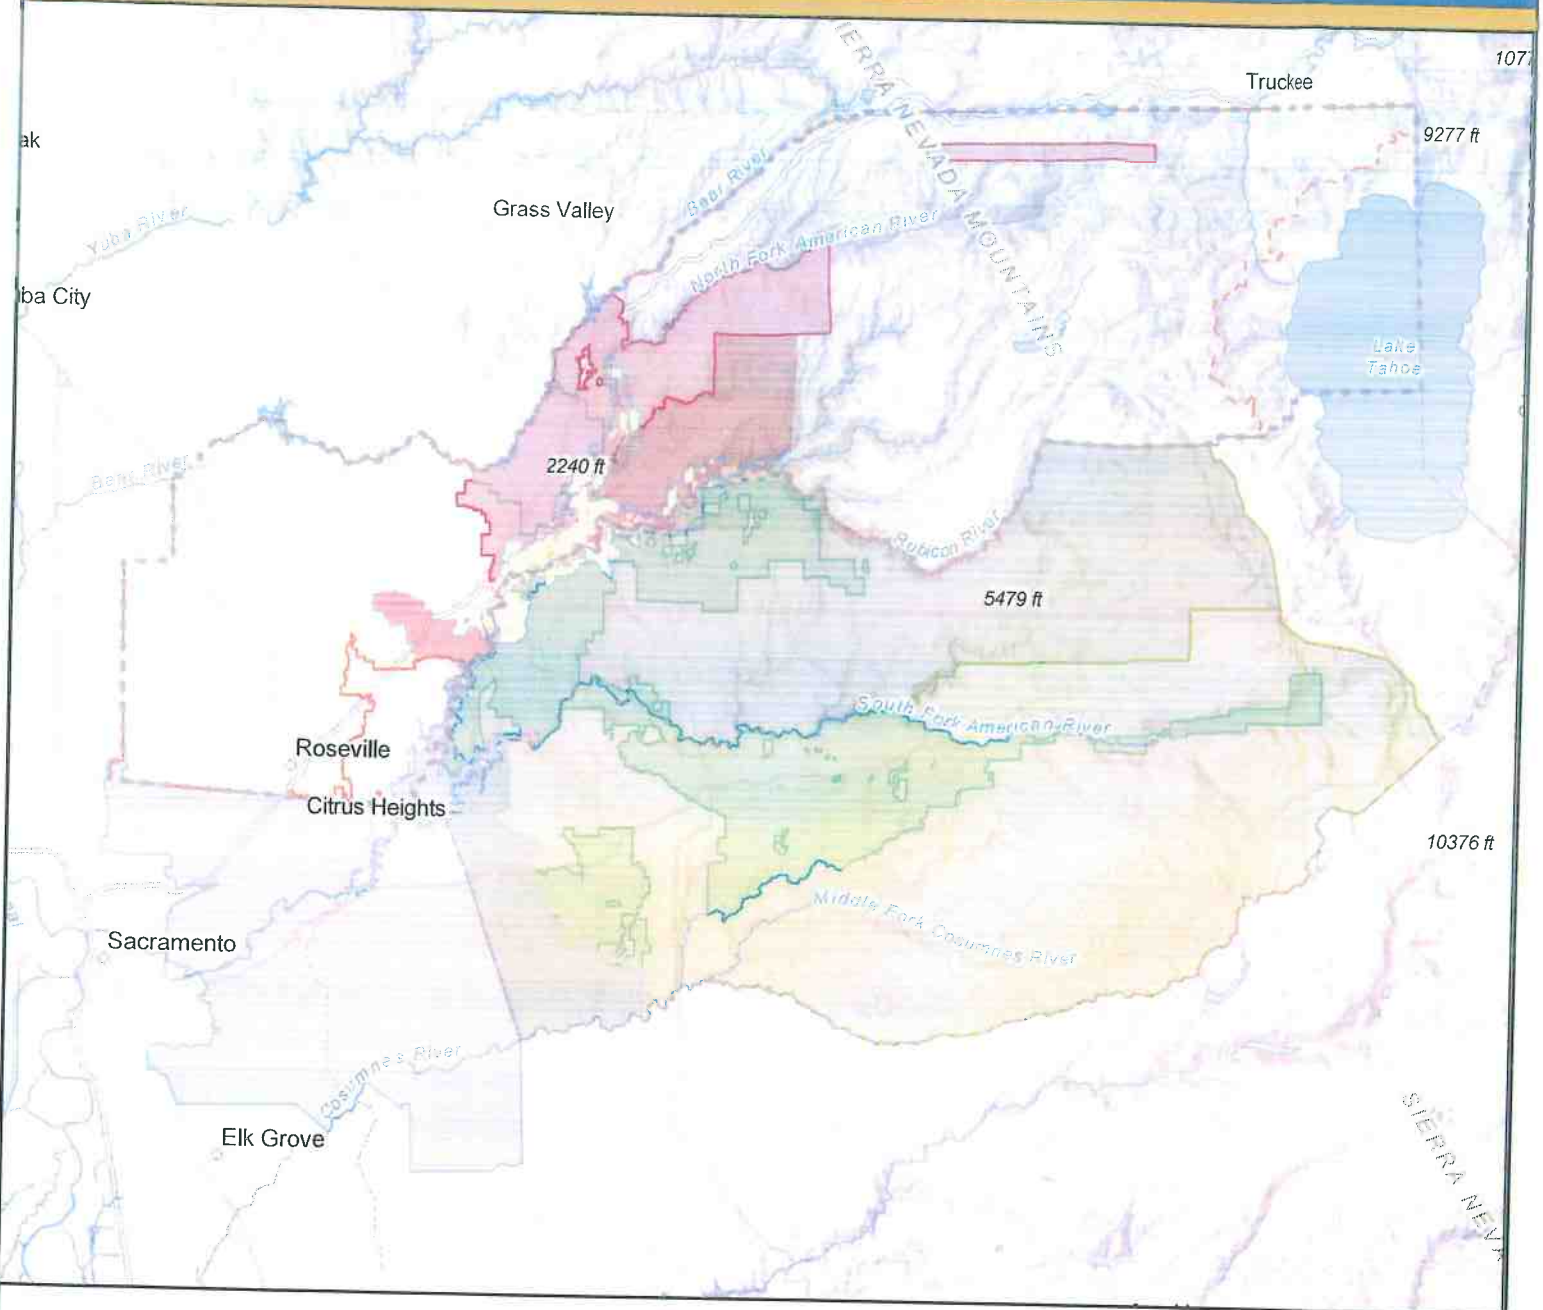 1077
Truckee
9277 ft
ak
IERRA NEVADA MOUNTAINS
Bear River
Grass Valley
Yuba River
North Fork American River
ba City
Lake
Tahoe
2240 ft
Bear River
Rubicon River
5479 ft
South Fork American River
Roseville
Citrus Heights
10376 ft
Middle Fork Cosumnes River
Sacramento
Cosumnes River
Elk Grove
SIERRA NEV